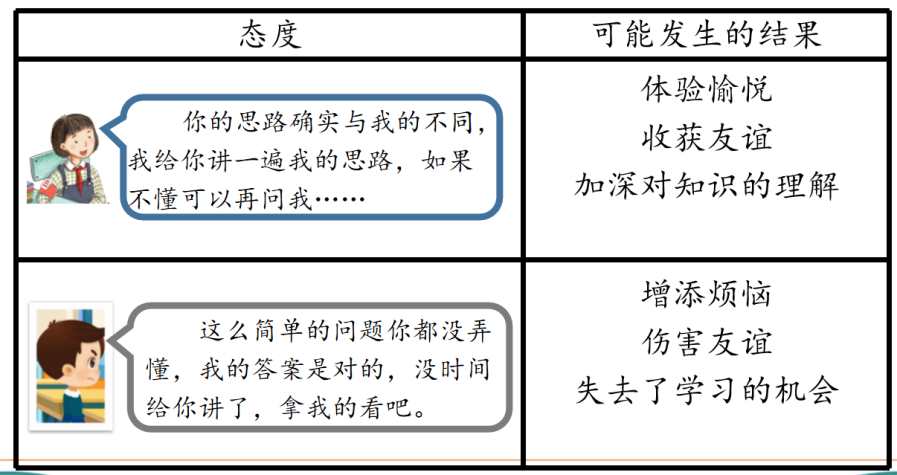 态度
可能发生的结果
你的思路确实与我的不同，
我给你讲一遍我的思路，如果
不懂可以再问我……
体验愉悦
收获友谊
加深对知识的理解
这么简单的问题你都没弄
懂，我的答案是对的，没时间
给你讲了，拿我的看吧。
增添烦恼
伤害友谊
失去了学习的机会